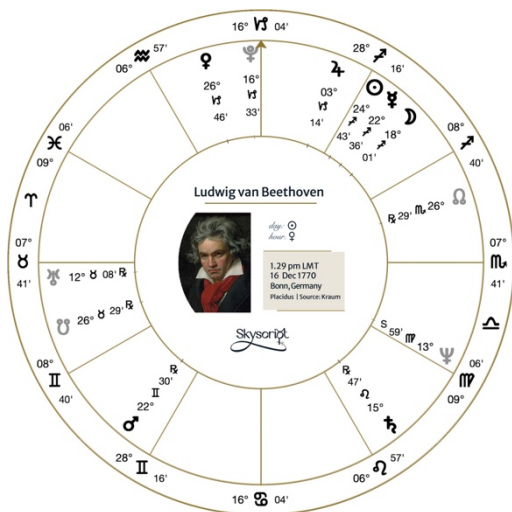 16° ♑ 04'
06° ♒ 57'
28° ♐ 16'
♀ 26° ♑ 46'
♇ 16° ♑ 33'
♃ 03° ♑ 14'
☉ 24° ♐ 43'
☿ 22° ♐ 36'
☽ 18° ♐ 01'
09° ♓ 06'
08° ♐ 40'
♈
℞ 29' ♏ 26° ☊
Ludwig van Beethoven
day: ☉
hour: ♀
1.29 pm LMT
16 Dec 1770
Bonn, Germany
Placidus | Source: Kraum
Skyscript
07° ♉ 41'
07° ♏ 41'
♅ 12° ♉ 08' ℞
☋ 26° ♉ 29' ℞
♎
S 59' ♍ 13° ♆
08° ♊ 40'
06' ♍ 09°
℞ 30' ♊ 22° ♂
℞ 47' ♌ 15° ♄
28° ♊ 16'
16° ♋ 04'
06° ♌ 57'